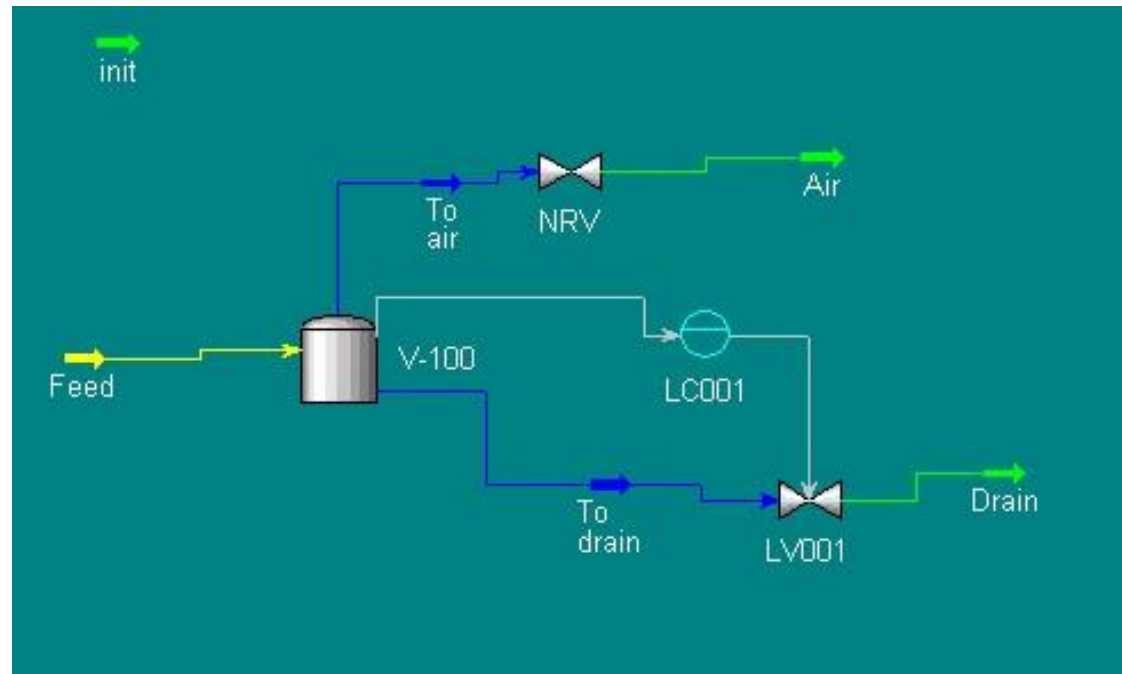 init
Air
To
air
NRV
V-100
Feed
LC001
To
drain
Drain
LV001